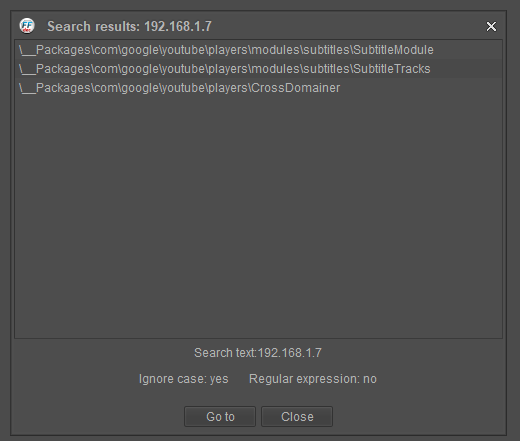 FF
Search results: 192.168.1.7
\__Packages\com\google\youtube\players\modules\subtitles\SubtitleModule
\__Packages\com\google\youtube\players\modules\subtitles\SubtitleTracks
\__Packages\com\google\youtube\players\CrossDomainer
Search text:192.168.1.7
Ignore case: yes Regular expression: no
Go to Close